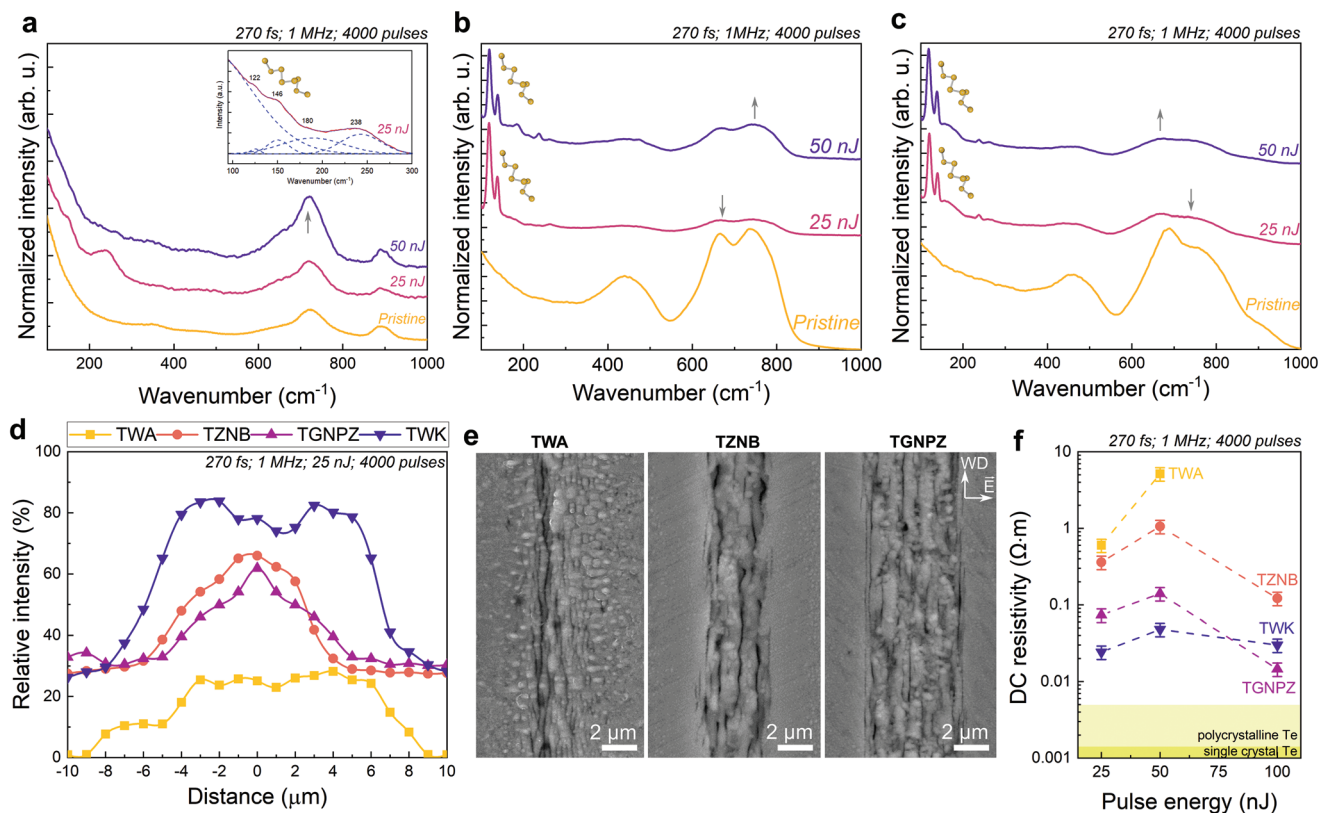 a
270 fs; 1 MHz; 4000 pulses
Normalized intensity (arb. u.)
50 nJ
25 nJ
Pristine
200 400 600 800 1000
Wavenumber (cm⁻¹)
Intensity (a.u.)
122
146
180
238
25 nJ
100 150 200 250 300
Wavenumber (cm⁻¹)
b
270 fs; 1MHz; 4000 pulses
Normalized intensity (arb. u.)
50 nJ
25 nJ
Pristine
200 400 600 800 1000
Wavenumber (cm⁻¹)
c
270 fs; 1 MHz; 4000 pulses
Normalized intensity (arb. u.)
50 nJ
25 nJ
Pristine
200 400 600 800 1000
Wavenumber (cm⁻¹)
d
TWA TZNB TGNPZ TWK
270 fs; 1 MHz; 25 nJ; 4000 pulses
Relative intensity (%)
100
80
60
40
20
0
-10 -8 -6 -4 -2 0 2 4 6 8 10
Distance (μm)
e
TWA
2 μm
TZNB
2 μm
TGNPZ
WD
E
2 μm
f
270 fs; 1 MHz; 4000 pulses
DC resistivity (Ω·m)
10
1
0.1
0.01
0.001
TWA
TZNB
TWK
TGNPZ
polycrystalline Te
single crystal Te
25 50 75 100
Pulse energy (nJ)